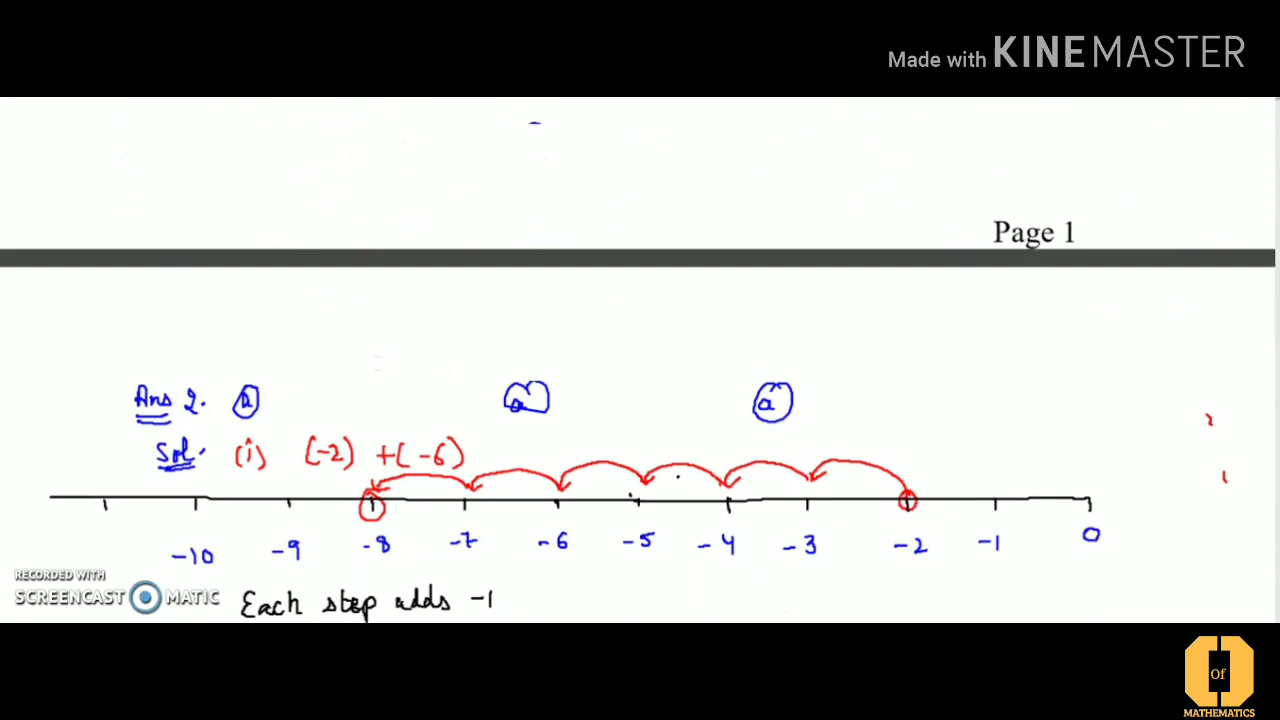 Made with KINEMASTER
Page 1
Ans 2. a a a
Sol. (i) (-2) + (-6)
-10 -9 -8 -7 -6 -5 -4 -3 -2 -1 0
RECORDED WITH
SCREENCAST MATIC
Each step adds -1
Of
MATHEMATICS